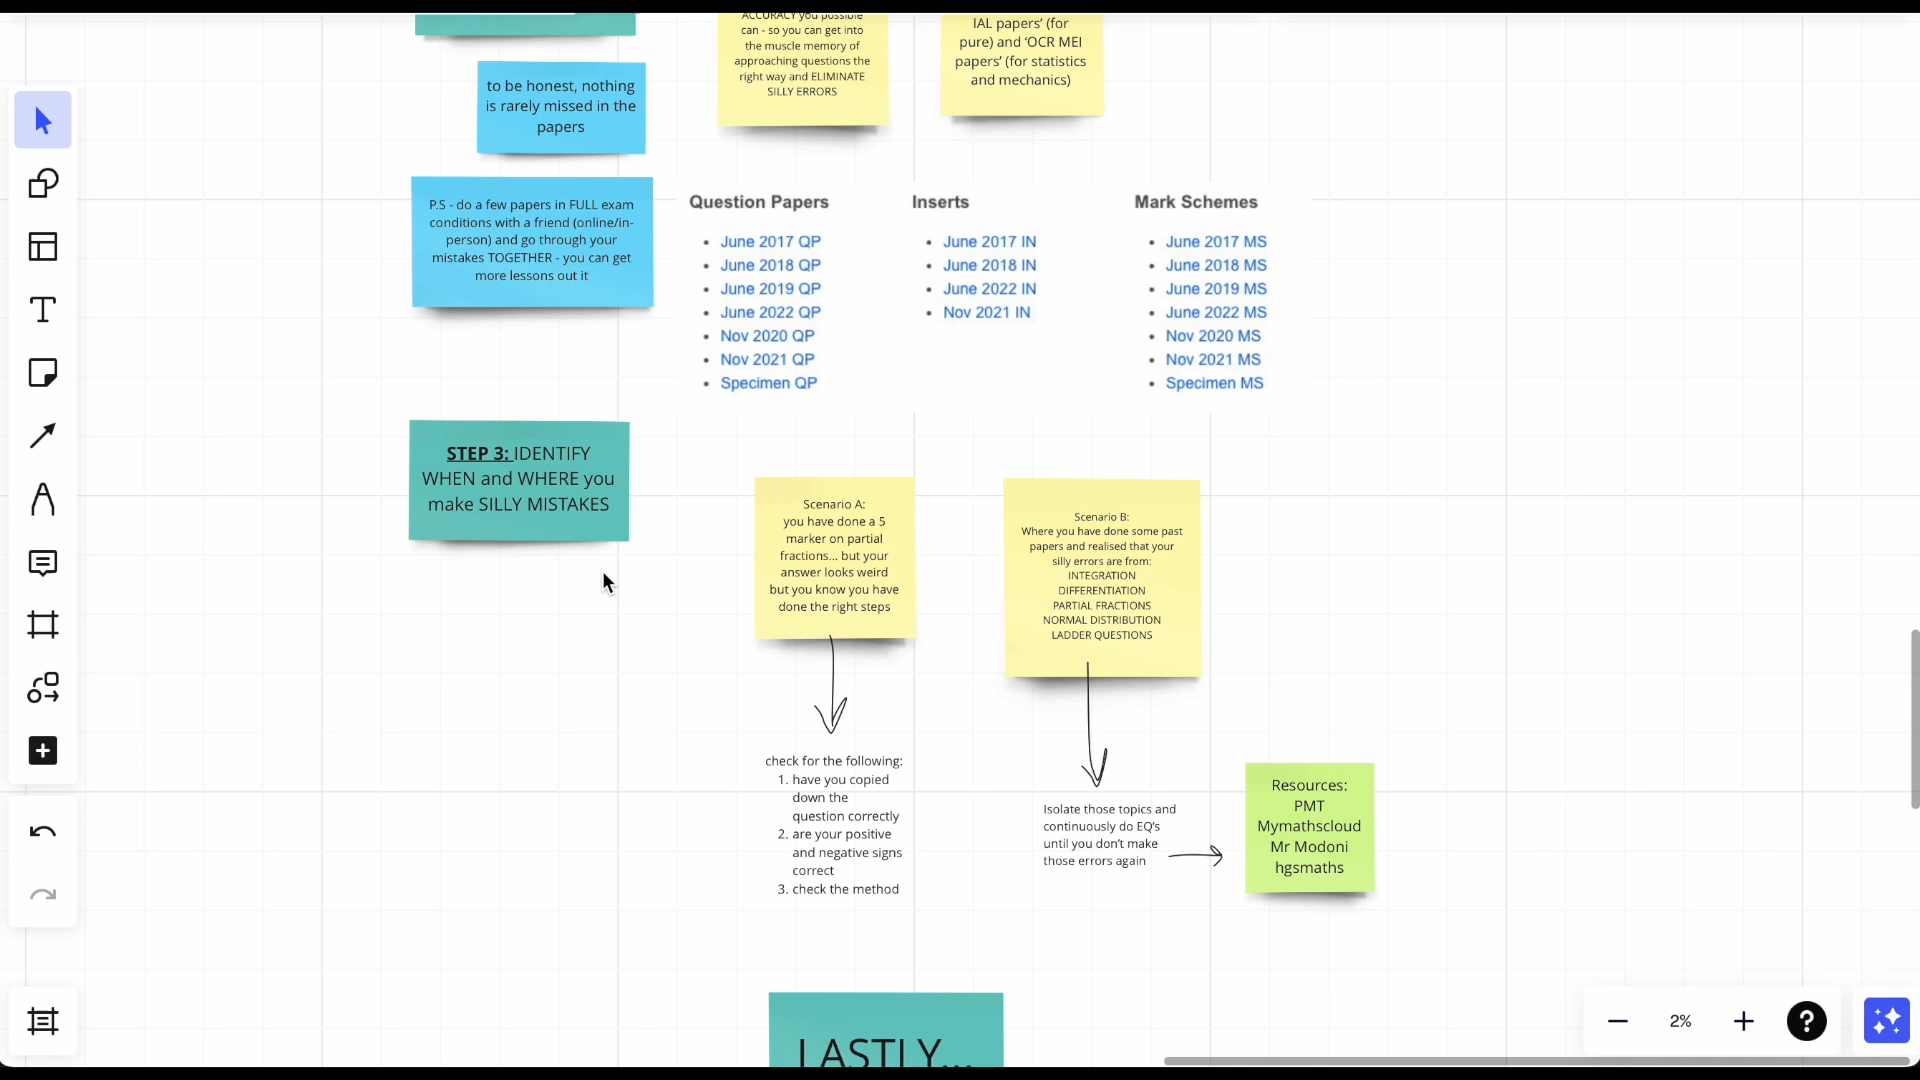 ACCURACY you possible
can - so you can get into
the muscle memory of
approaching questions the
right way and ELIMINATE
SILLY ERRORS
IAL papers’ (for
pure) and ‘OCR MEI
papers’ (for statistics
and mechanics)
to be honest, nothing
is rarely missed in the
papers
P.S - do a few papers in FULL exam
conditions with a friend (online/in-
person) and go through your
mistakes TOGETHER - you can get
more lessons out it
Question Papers
June 2017 QP
June 2018 QP
June 2019 QP
June 2022 QP
Nov 2020 QP
Nov 2021 QP
Specimen QP
Inserts
June 2017 IN
June 2018 IN
June 2022 IN
Nov 2021 IN
Mark Schemes
June 2017 MS
June 2018 MS
June 2019 MS
June 2022 MS
Nov 2020 MS
Nov 2021 MS
Specimen MS
STEP 3: IDENTIFY
WHEN and WHERE you
make SILLY MISTAKES
Scenario A:
you have done a 5
marker on partial
fractions... but your
answer looks weird
but you know you have
done the right steps
Scenario B:
Where you have done some past
papers and realised that your
silly errors are from:
INTEGRATION
DIFFERENTIATION
PARTIAL FRACTIONS
NORMAL DISTRIBUTION
LADDER QUESTIONS
check for the following:
1. have you copied
down the
question correctly
2. are your positive
and negative signs
correct
3. check the method
Isolate those topics and
continuously do EQ’s
until you don’t make
those errors again
Resources:
PMT
Mymathscloud
Mr Modoni
hgsmaths
LASTLY...
2%